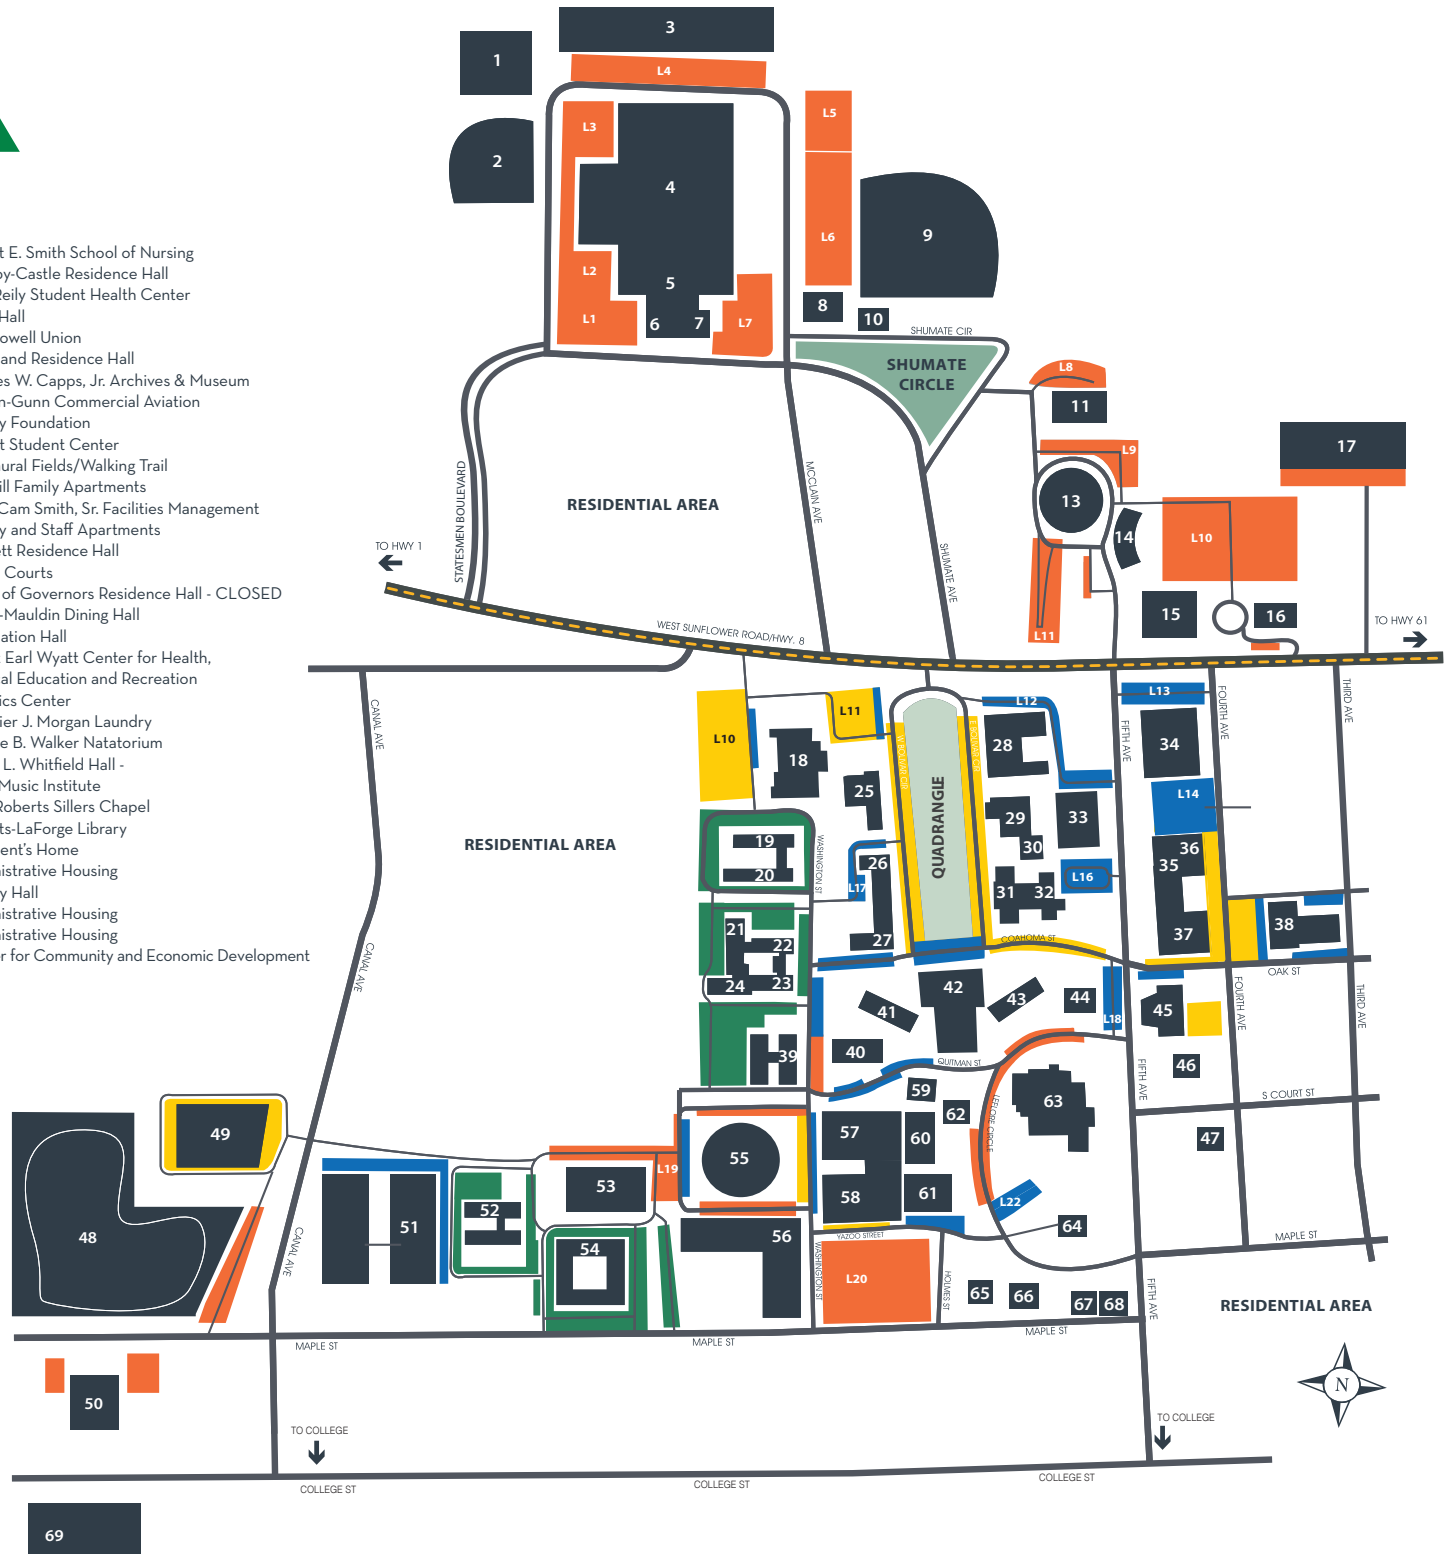 t E. Smith School of Nursing
oy-Castle Residence Hall
Reily Student Health Center
Hall
owell Union
and Residence Hall
es W. Capps, Jr. Archives & Museum
n-Gunn Commercial Aviation
y Foundation
t Student Center
ural Fields/Walking Trail
ill Family Apartments
Cam Smith, Sr. Facilities Management
y and Staff Apartments
ett Residence Hall
Courts
of Governors Residence Hall - CLOSED
-Mauldin Dining Hall
ation Hall
t Earl Wyatt Center for Health,
al Education and Recreation
ics Center
ier J. Morgan Laundry
e B. Walker Natatorium
L. Whitfield Hall -
Music Institute
Roberts Sillers Chapel
ts-LaForge Library
ent's Home
istrative Housing
y Hall
istrative Housing
istrative Housing
er for Community and Economic Development
3
1
L4
L3
L5
2
4
L6
9
L2
5
L1
6
7
L7
8
10
SHUMATE CIR
SHUMATE
CIRCLE
L8
11
17
L9
13
14
L10
15
16
L11
RESIDENTIAL AREA
STATESMEN BOULEVARD
MCCLAIN AVE
SHUMATE AVE
TO HWY 1
WEST SUNFLOWER ROAD/HWY. 8
TO HWY 61
CANAL AVE
L10
L11
18
25
W BOLIVAR CIR
E BOLIVAR CIR
QUADRANGLE
L12
28
L13
34
FIFTH AVE
FOURTH AVE
THIRD AVE
L14
29
33
30
RESIDENTIAL AREA
19
20
WASHINGTON ST
26
L17
27
31
32
L16
36
35
37
38
COAHOMA ST
OAK ST
21
22
23
24
CANAL AVE
42
43
44
L18
41
40
39
45
46
FOURTH AVE
THIRD AVE
QUITMAN ST
59
62
63
LEFLORE CIRCLE
FIFTH AVE
S COURT ST
47
49
48
55
57
60
58
61
L19
53
52
51
54
56
L22
64
YAZOO STREET
WASHINGTON ST
L20
HOLMES ST
65
66
67
68
FIFTH AVE
MAPLE ST
RESIDENTIAL AREA
CANAL AVE
MAPLE ST
MAPLE ST
MAPLE ST
N
50
TO COLLEGE
TO COLLEGE
COLLEGE ST
COLLEGE ST
COLLEGE ST
69